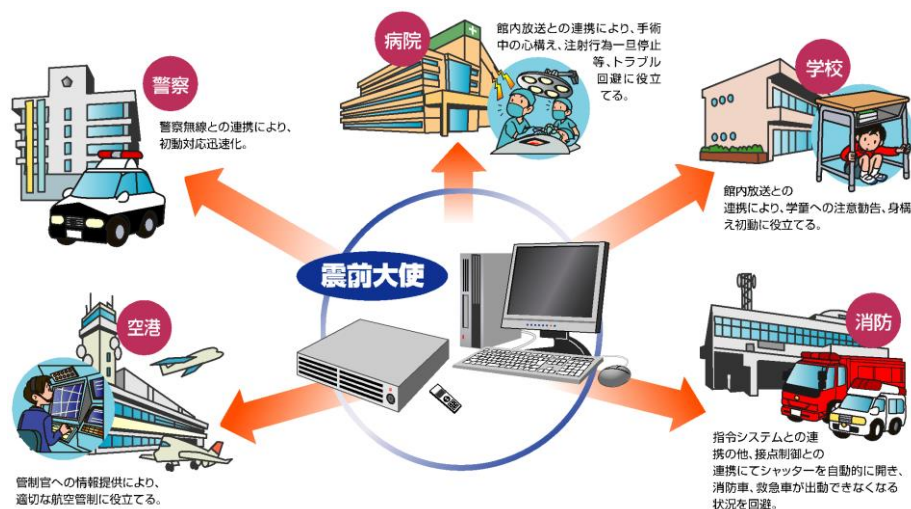 病院
館内放送との連携により、手術
中の心構え、注射行為一旦停止
等、トラブル
回避に役立
てる。
警察
警察無線との連携により、
初動対応迅速化。
学校
館内放送との
連携により、学童への注意勧告、身構
え初動に役立てる。
震前大使
空港
管制官への情報提供により、
適切な航空管制に役立てる。
消防
指令システムとの連
携の他、接点制御との
連携にてシャッターを自動的に開き、
消防車、救急車が出動できなくなる
状況を回避。